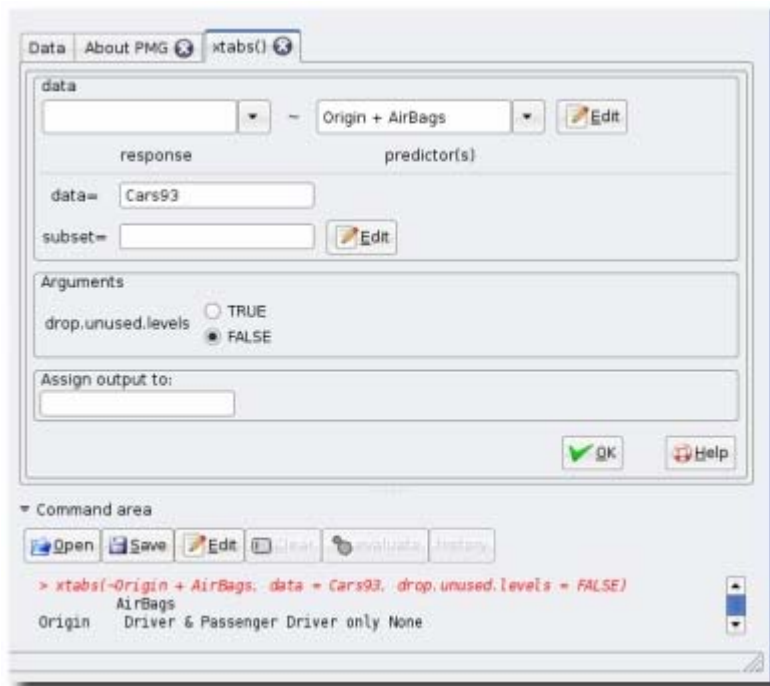 Data About PMG xtabs()
data
~ Origin + AirBags Edit
response predictor(s)
data= Cars93
subset= Edit
Arguments
drop.unused.levels
TRUE
FALSE
Assign output to:
OK Help
Command area
Open Save Edit Clear evaluate history
> xtabs(~Origin + AirBags, data = Cars93, drop.unused.levels = FALSE)
AirBags
Origin Driver & Passenger Driver only None